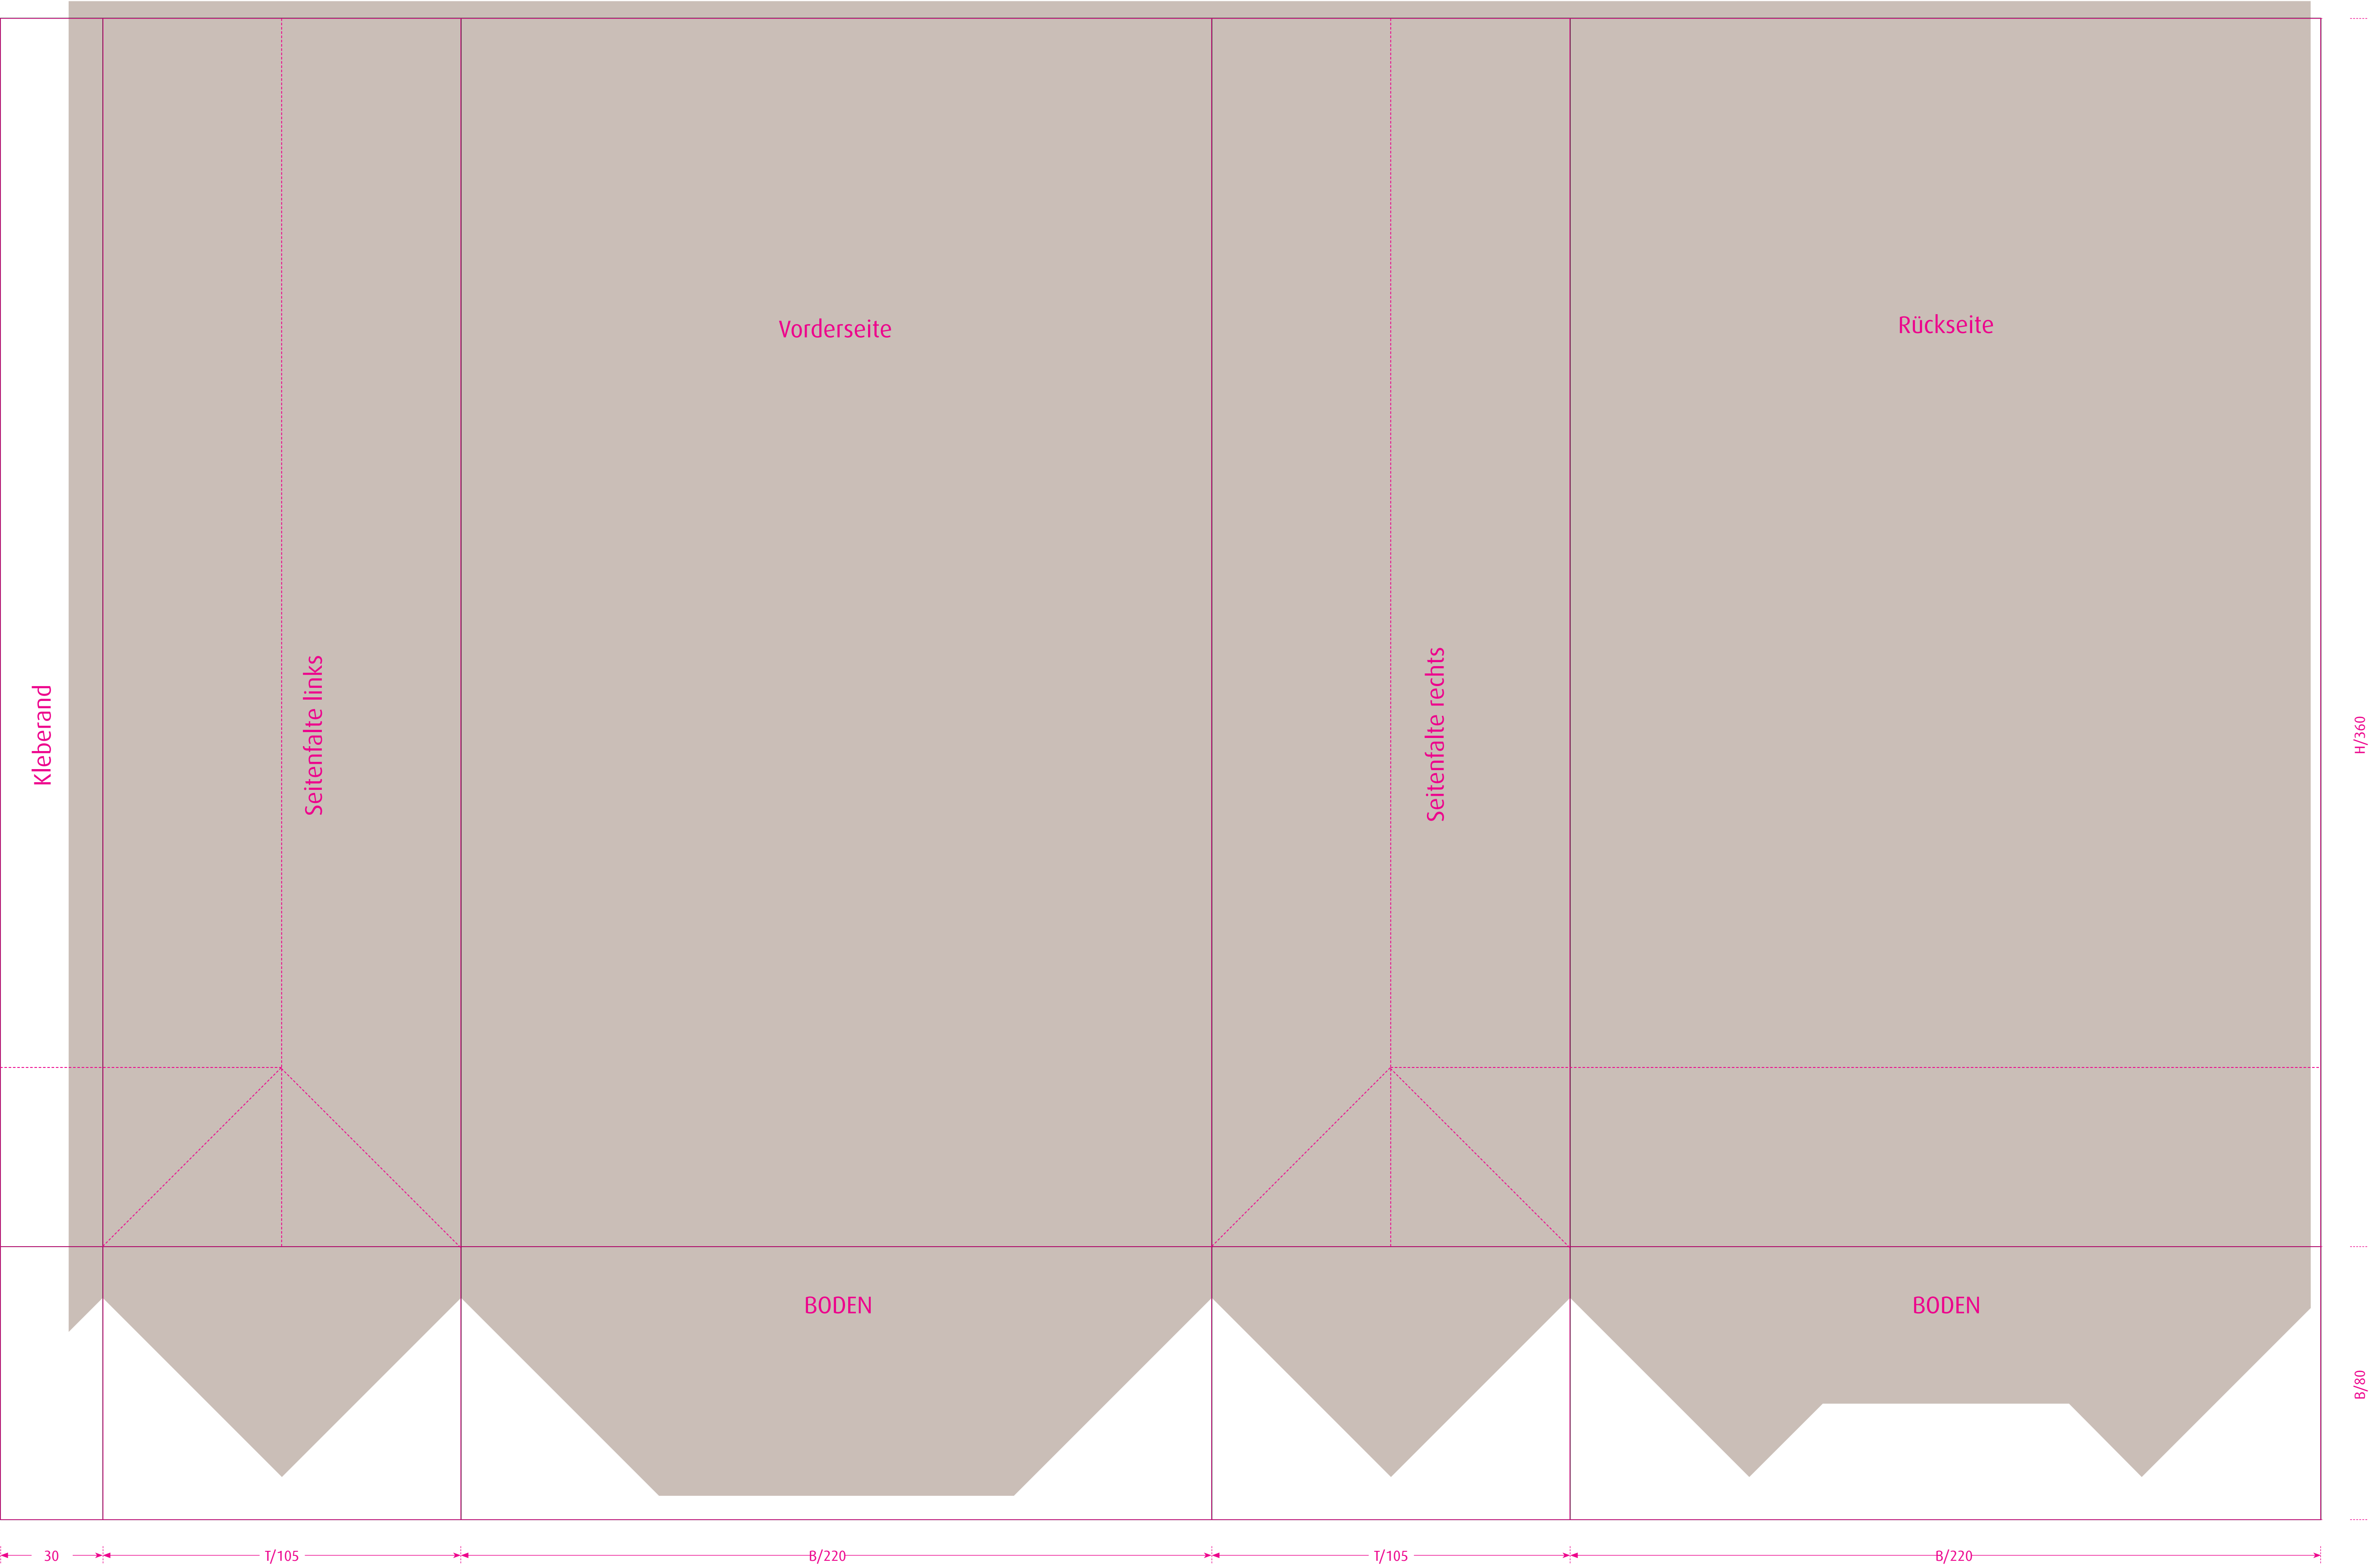 Vorderseite
Rückseite
Kleberand
Seitenfalte links
Seitenfalte rechts
H/360
BODEN
BODEN
B/80
30
T/105
B/220
T/105
B/220